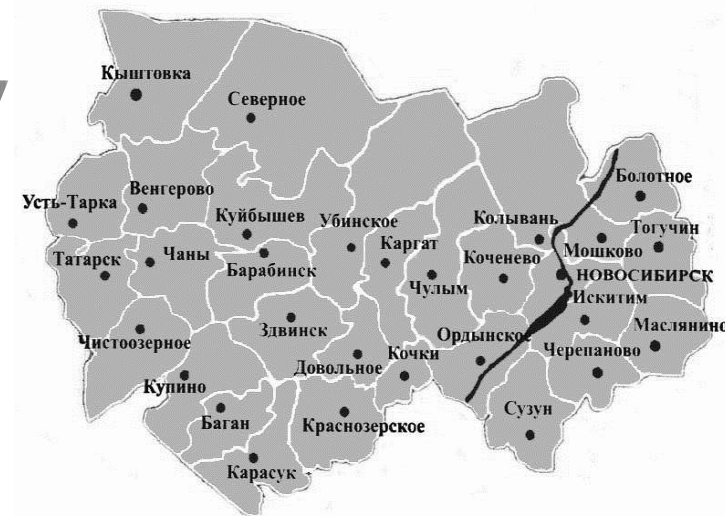 Кыштовка
Северное
Болотное
Венгерово
Усть-Тарка
Куйбышев
Убинское
Колывань
Тогучин
Мошково
Каргат
Чаны
Татарск
Барабинск
Коченево
НОВОСИБИРСК
Чулым
Искитим
Здвинск
Чистоозерное
Ордынское
Маслянино
Кочки
Черепаново
Довольное
Купино
Сузун
Баган
Краснозерское
Карасук